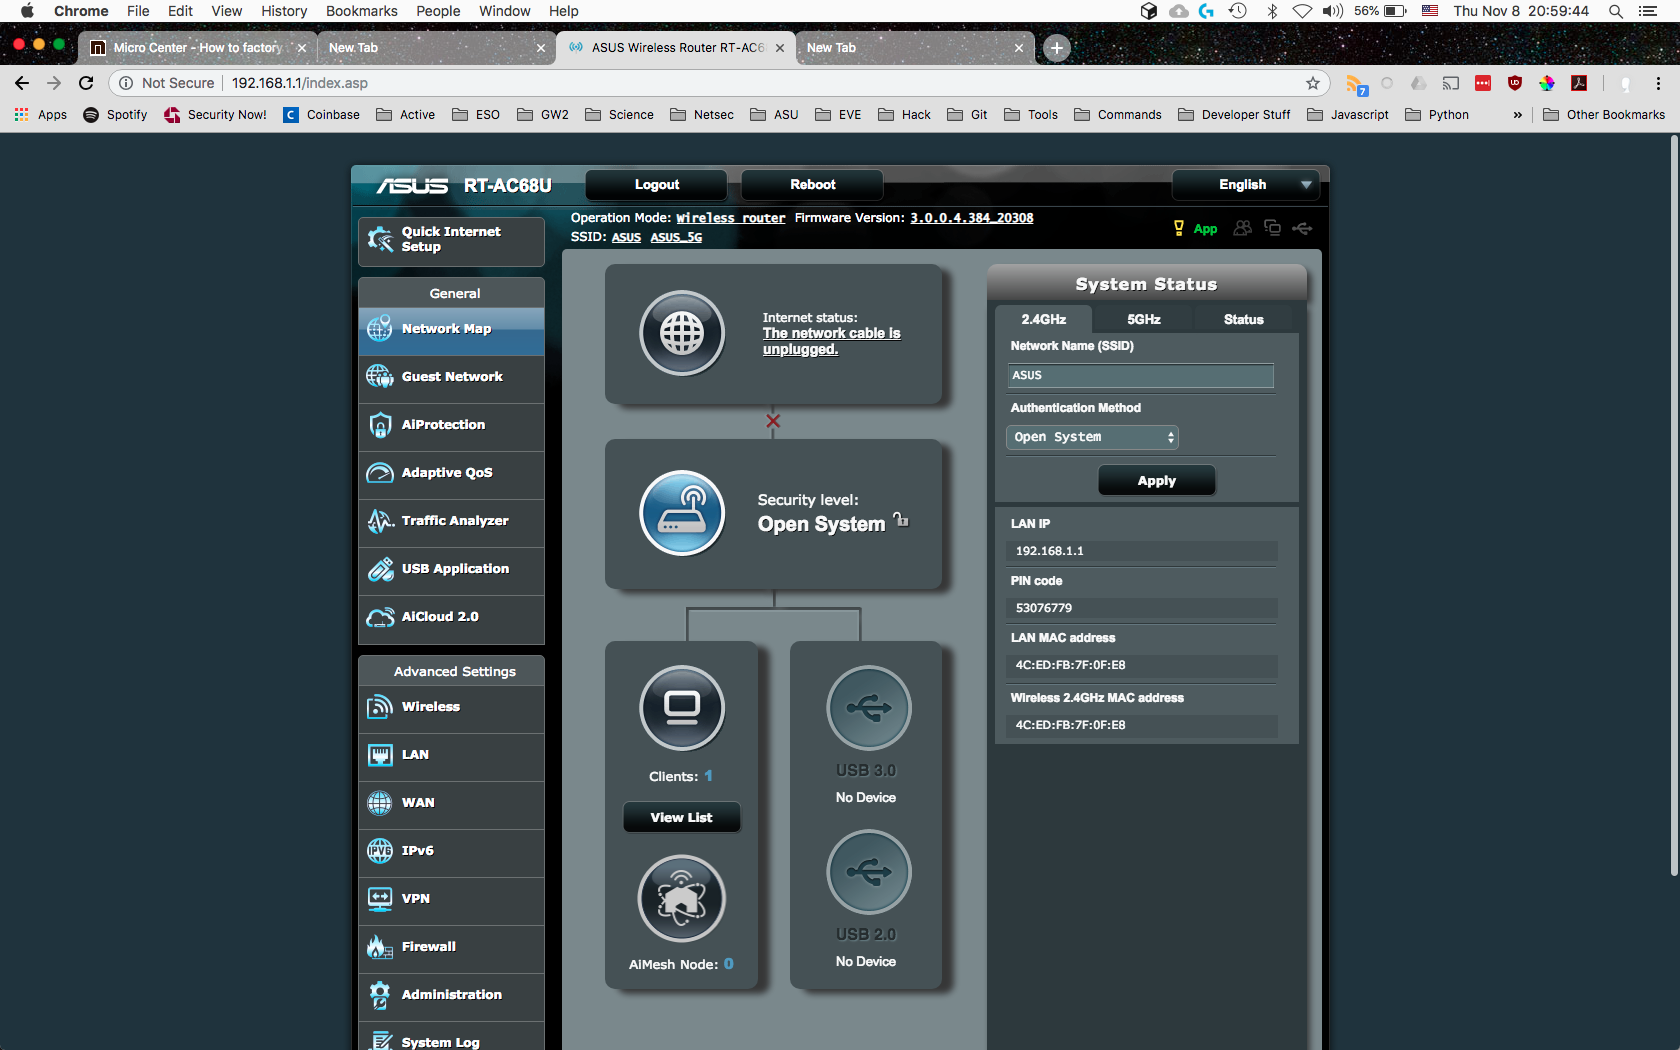 Chrome File Edit View History Bookmarks People Window Help 56% Thu Nov 8 20:59:44
Micro Center - How to factory
New Tab
ASUS Wireless Router RT-AC6
New Tab
Not Secure 192.168.1.1/index.asp
7
Apps Spotify Security Now! Coinbase Active ESO GW2 Science Netsec ASU EVE Hack Git Tools Commands Developer Stuff Javascript Python » Other Bookmarks
ASUS RT-AC68U Logout Reboot English
Operation Mode: Wireless router Firmware Version: 3.0.0.4.384_20308
SSID: ASUS ASUS_5G
App
Quick Internet
Setup
General
Network Map
Guest Network
AiProtection
Adaptive QoS
Traffic Analyzer
USB Application
AiCloud 2.0
Advanced Settings
Wireless
LAN
WAN
IPv6
VPN
Firewall
Administration
System Log
Internet status:
The network cable is
unplugged.
Security level:
Open System
Clients: 1
View List
AiMesh Node: 0
USB 3.0
No Device
USB 2.0
No Device
System Status
2.4GHz 5GHz Status
Network Name (SSID)
ASUS
Authentication Method
Open System
Apply
LAN IP
192.168.1.1
PIN code
53076779
LAN MAC address
4C:ED:FB:7F:0F:E8
Wireless 2.4GHz MAC address
4C:ED:FB:7F:0F:E8